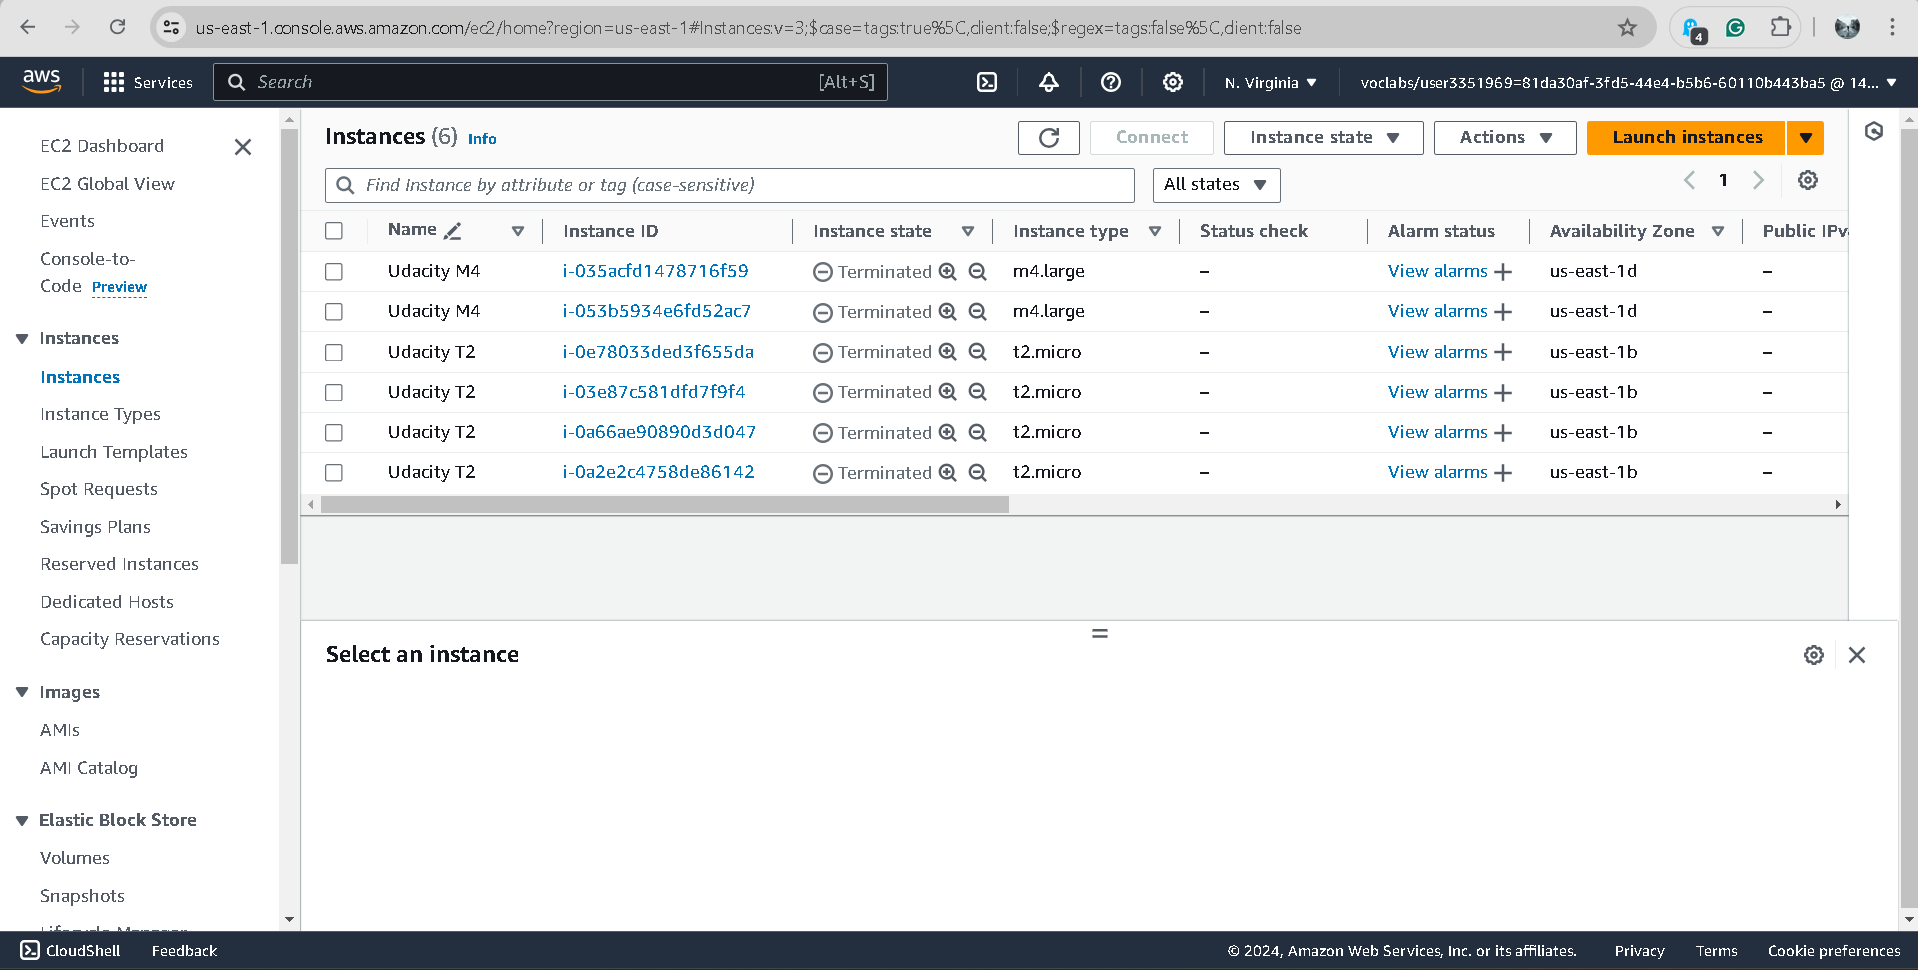 us-east-1.console.aws.amazon.com/ec2/home?region=us-east-1#Instances:v=3;$case=tags:true%5C,client:false;$regex=tags:false%5C,client:false
4
aws
Services
Search
[Alt+S]
N. Virginia
voclabs/user3351969=81da30af-3fd5-44e4-b5b6-60110b443ba5 @ 14...
EC2 Dashboard
EC2 Global View
Events
Console-to-
Code Preview
Instances
Instances
Instance Types
Launch Templates
Spot Requests
Savings Plans
Reserved Instances
Dedicated Hosts
Capacity Reservations
Images
AMIs
AMI Catalog
Elastic Block Store
Volumes
Snapshots
Lifecycle Manager
Instances (6) Info
Connect
Instance state
Actions
Launch instances
Find Instance by attribute or tag (case-sensitive)
All states
1
Name Instance ID Instance state Instance type Status check Alarm status Availability Zone Public IPv
Udacity M4 i-035acfd1478716f59 Terminated m4.large – View alarms + us-east-1d –
Udacity M4 i-053b5934e6fd52ac7 Terminated m4.large – View alarms + us-east-1d –
Udacity T2 i-0e78033ded3f655da Terminated t2.micro – View alarms + us-east-1b –
Udacity T2 i-03e87c581dfd7f9f4 Terminated t2.micro – View alarms + us-east-1b –
Udacity T2 i-0a66ae90890d3d047 Terminated t2.micro – View alarms + us-east-1b –
Udacity T2 i-0a2e2c4758de86142 Terminated t2.micro – View alarms + us-east-1b –
Select an instance
CloudShell
Feedback
© 2024, Amazon Web Services, Inc. or its affiliates.
Privacy
Terms
Cookie preferences